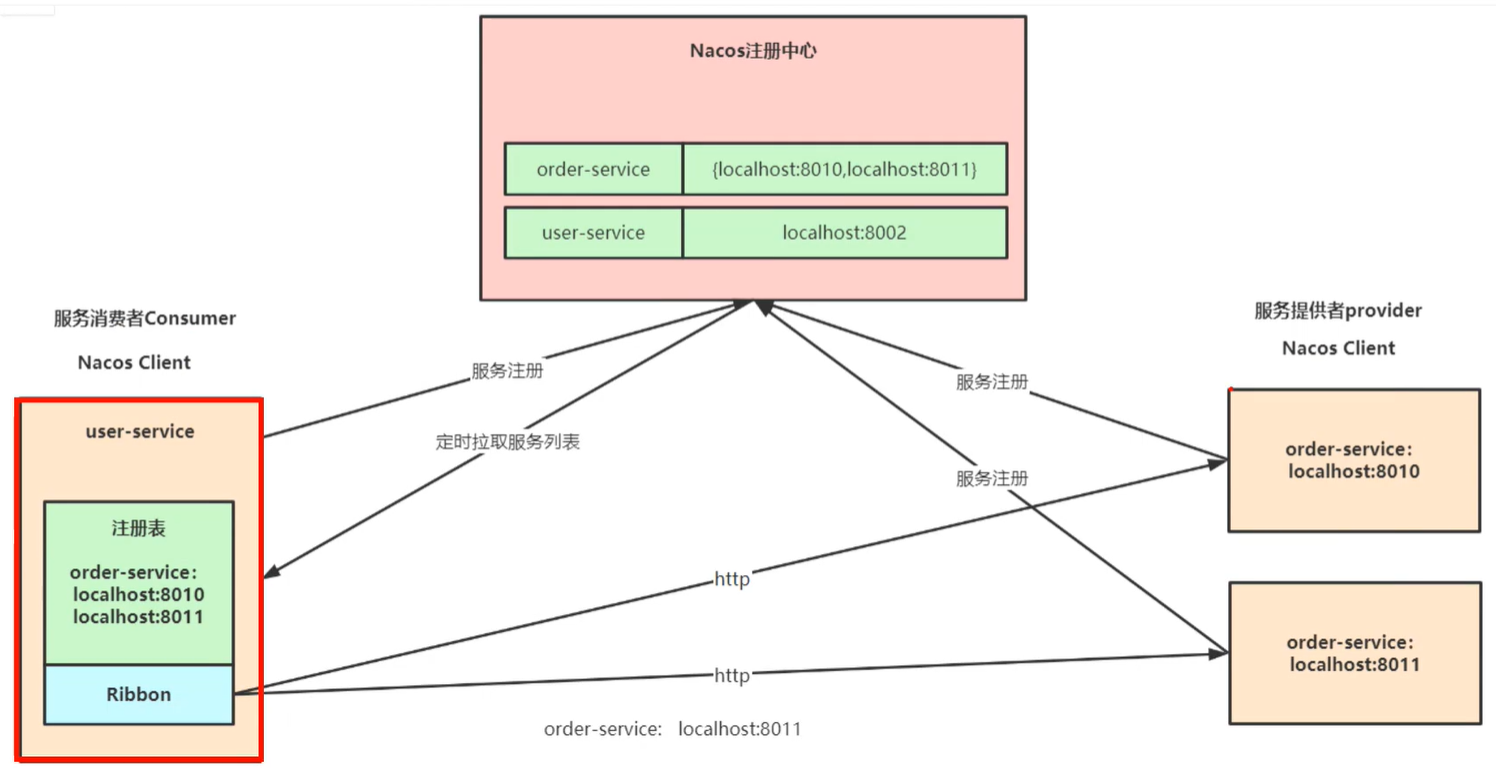 Nacos注册中心
order-service
{localhost:8010,localhost:8011}
user-service
localhost:8002
服务消费者Consumer
Nacos Client
服务提供者provider
Nacos Client
服务注册
服务注册
定时拉取服务列表
服务注册
user-service
注册表
order-service:
localhost:8010
localhost:8011
Ribbon
http
http
order-service:
localhost:8010
order-service:
localhost:8011
order-service: localhost:8011